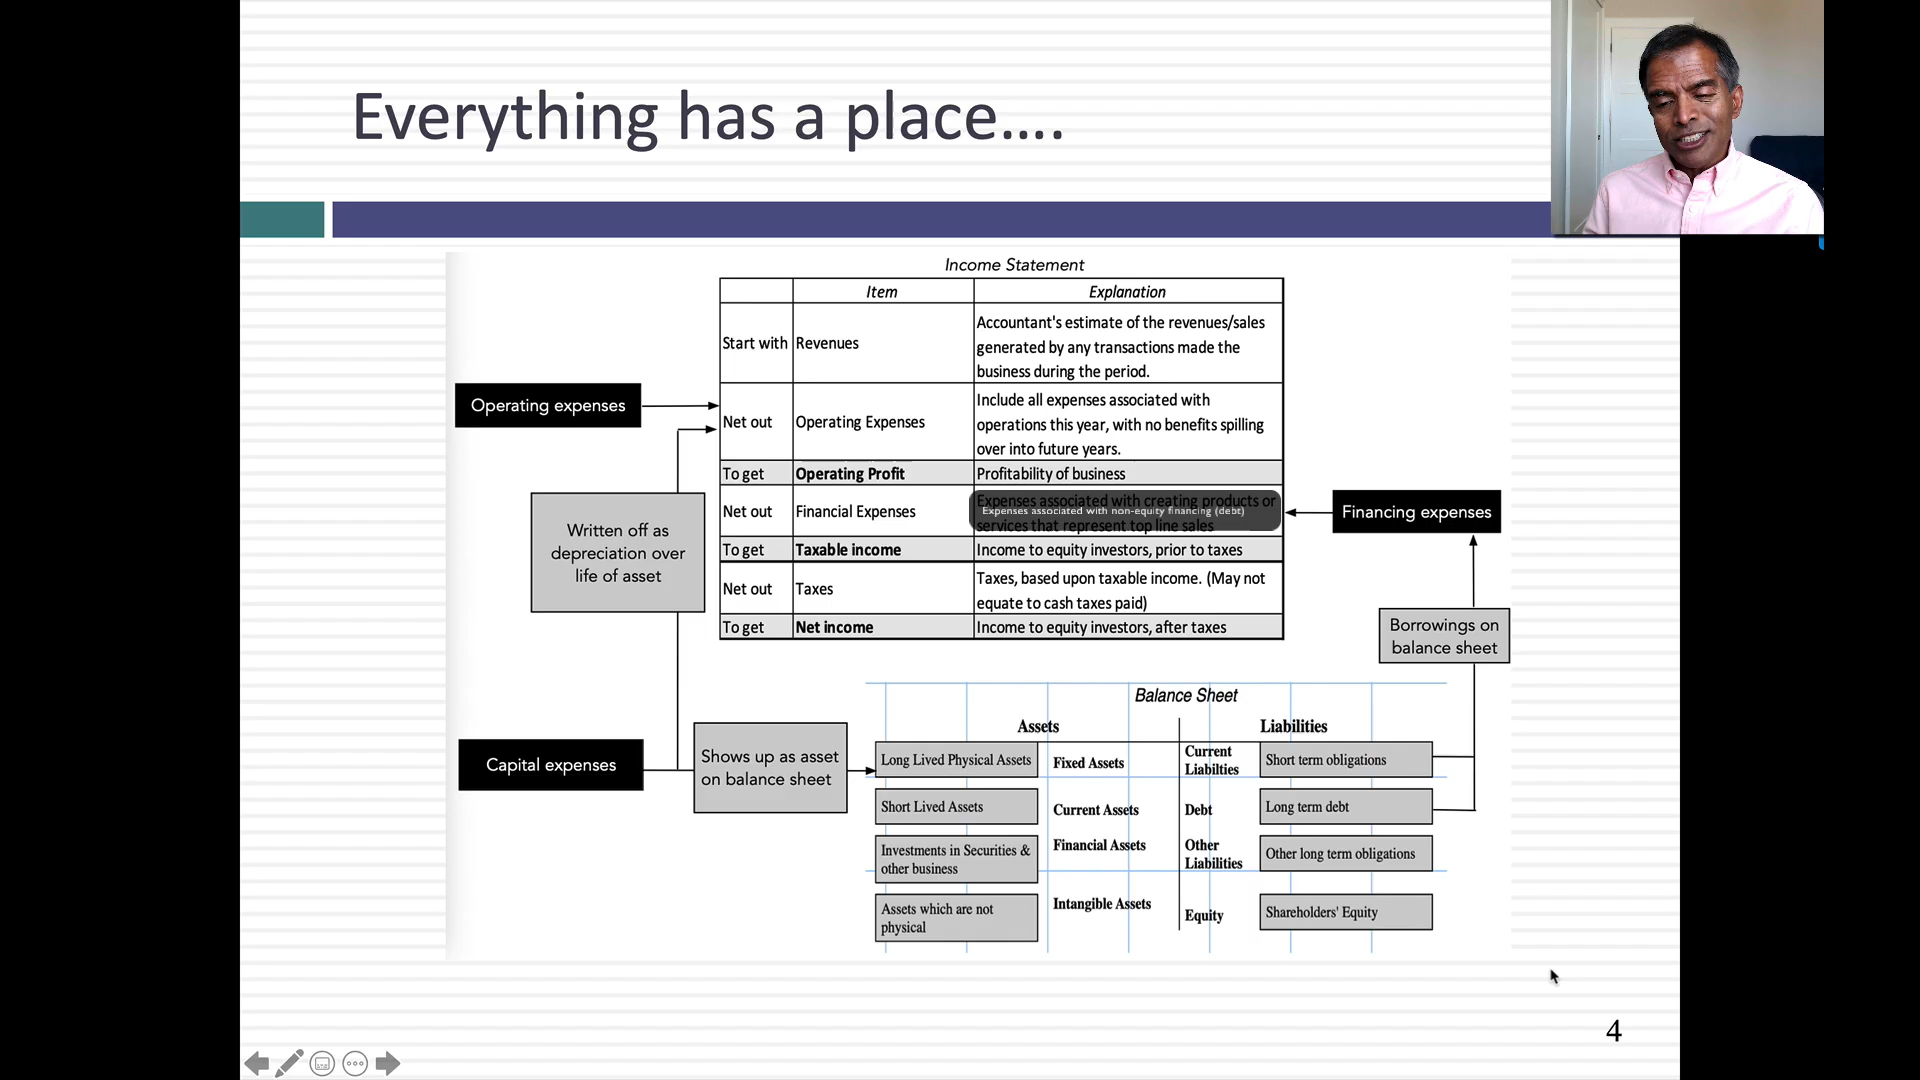 Everything has a place....
Income Statement
Item
Explanation
Start with
Revenues
Accountant's estimate of the revenues/sales
generated by any transactions made the
business during the period.
Operating expenses
Net out
Operating Expenses
Include all expenses associated with
operations this year, with no benefits spilling
over into future years.
To get
Operating Profit
Profitability of business
Net out
Financial Expenses
Expenses associated with creating products or
services that represent top line sales
Expenses associated with non-equity financing (debt)
Financing expenses
Written off as
depreciation over
life of asset
To get
Taxable income
Income to equity investors, prior to taxes
Net out
Taxes
Taxes, based upon taxable income. (May not
equate to cash taxes paid)
To get
Net income
Income to equity investors, after taxes
Borrowings on
balance sheet
Balance Sheet
Assets
Liabilities
Capital expenses
Shows up as asset
on balance sheet
Long Lived Physical Assets
Fixed Assets
Current
Liabilties
Short term obligations
Short Lived Assets
Current Assets
Debt
Long term debt
Investments in Securities &
other business
Financial Assets
Other
Liabilities
Other long term obligations
Assets which are not
physical
Intangible Assets
Equity
Shareholders' Equity
4